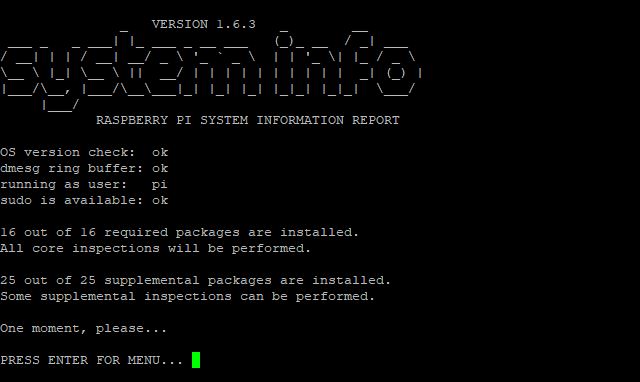 VERSION 1.6.3
system info
RASPBERRY PI SYSTEM INFORMATION REPORT
OS version check:  ok
dmesg ring buffer: ok
running as user:   pi
sudo is available: ok
16 out of 16 required packages are installed.
All core inspections will be performed.
25 out of 25 supplemental packages are installed.
Some supplemental inspections can be performed.
One moment, please...
PRESS ENTER FOR MENU...